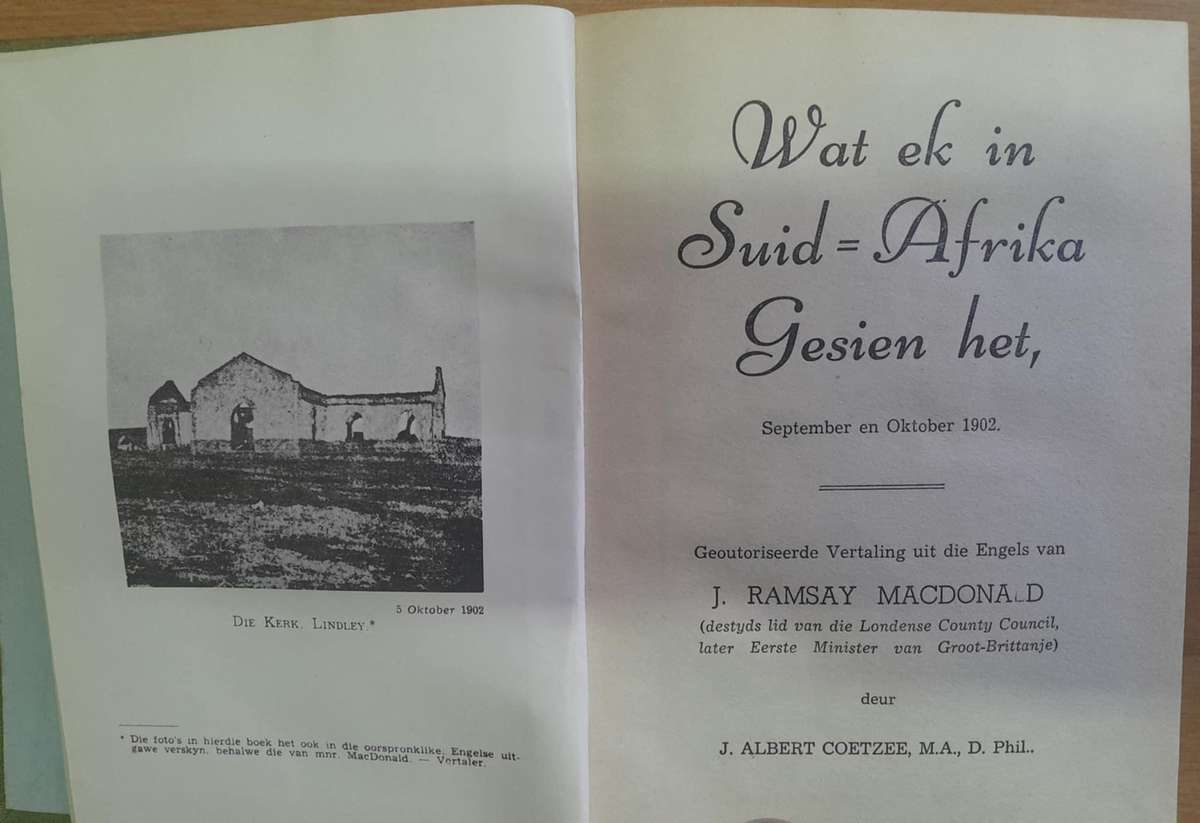 5 Oktober 1902
DIE KERK, LINDLEY.*
* Die foto's in hierdie boek het ook in die oorspronklike, Engelse uit-
gawe verskyn, behalwe die van mnr. MacDonald. — Vertaler.
Wat ek in
Suid=Afrika
Gesien het,
September en Oktober 1902.
Geoutoriseerde Vertaling uit die Engels van
J. RAMSAY MACDONALD
(destyds lid van die Londense County Council,
later Eerste Minister van Groot-Brittanje)
deur
J. ALBERT COETZEE, M.A., D. Phil..